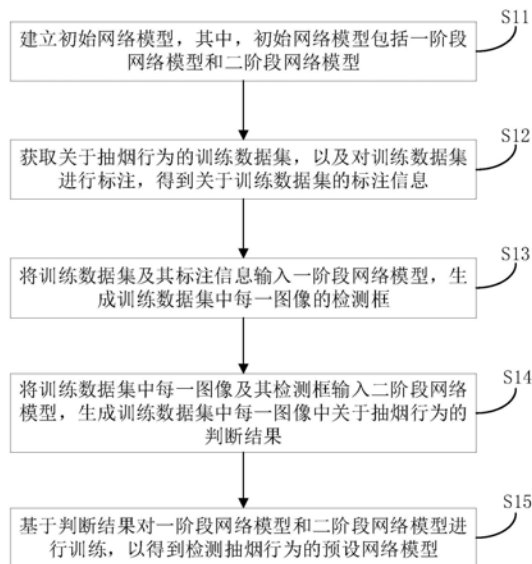 S11
建立初始网络模型，其中，初始网络模型包括一阶段
网络模型和二阶段网络模型
S12
获取关于抽烟行为的训练数据集，以及对训练数据集
进行标注，得到关于训练数据集的标注信息
S13
将训练数据集及其标注信息输入一阶段网络模型，生
成训练数据集中每一图像的检测框
S14
将训练数据集中每一图像及其检测框输入二阶段网络
模型，生成训练数据集中每一图像中关于抽烟行为的
判断结果
S15
基于判断结果对一阶段网络模型和二阶段网络模型进
行训练，以得到检测抽烟行为的预设网络模型